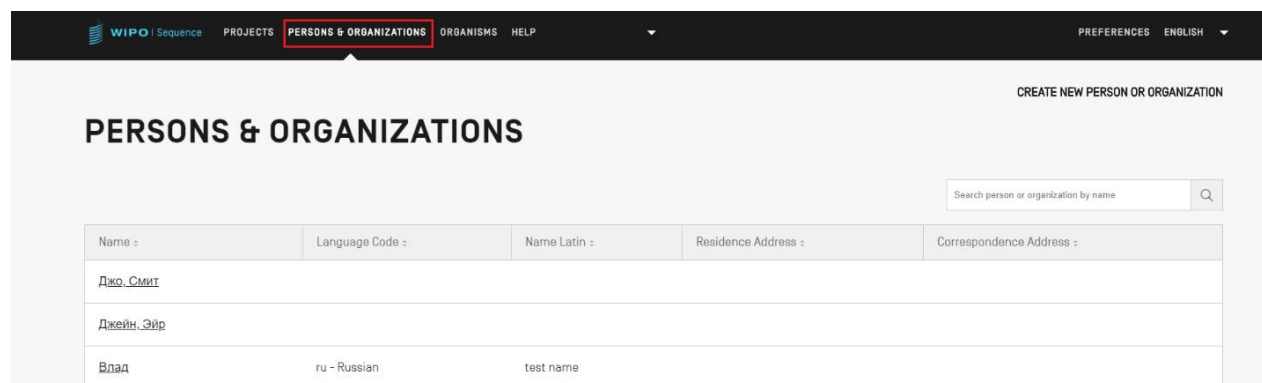 WIPO | Sequence PROJECTS PERSONS & ORGANIZATIONS ORGANISMS HELP PREFERENCES ENGLISH
CREATE NEW PERSON OR ORGANIZATION
PERSONS & ORGANIZATIONS
Search person or organization by name
Name Language Code Name Latin Residence Address Correspondence Address
Джо, Смит
Джейн, Эйр
Влад ru - Russian test name